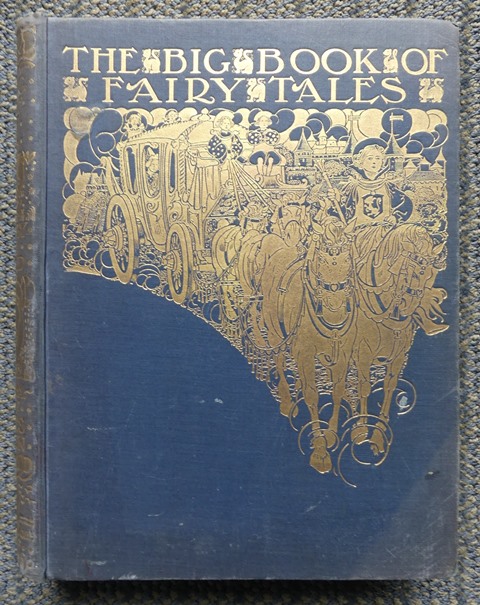 THE BIG BOOK OF
FAIRY TALES